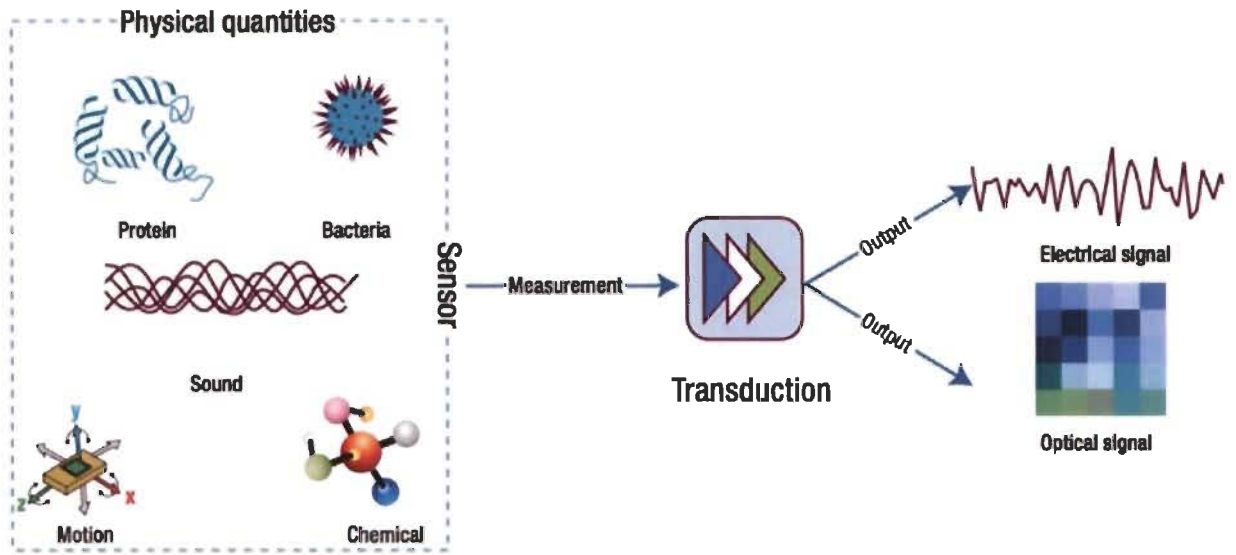 Physical quantities
Protein
Bacteria
Sound
Motion
Chemical
y
z
x
Sensor
Measurement
Transduction
Output
Output
Electrical signal
Optical signal